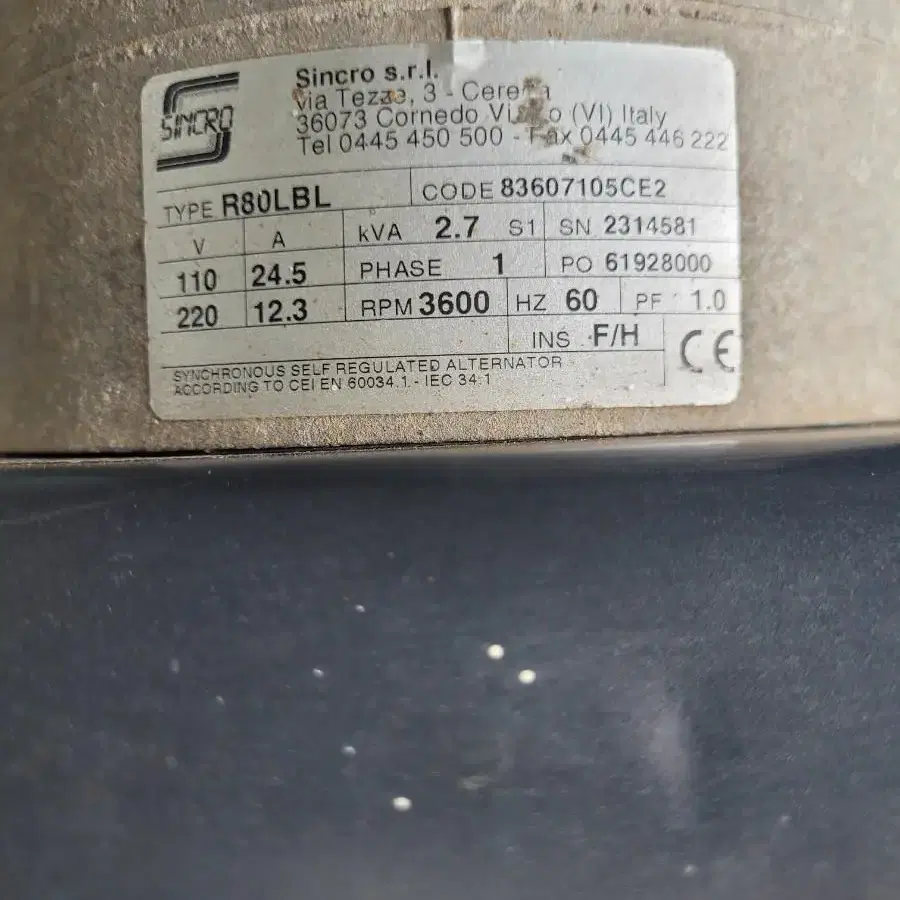 SINCRO
Sincro s.r.l.
Via Tezze, 3 -
36073 Cornedo (VI) Italy
Tel 0445 450 500 - Fax 0445 446 222
TYPE R80LBL CODE 83607105CE2
V A kVA 2.7 S1 SN 2314581
110 24.5 PHASE 1 PO 61928000
220 12.3 RPM 3600 HZ 60 PF 1.0
INS F/H CE
SYNCHRONOUS SELF REGULATED ALTERNATOR
ACCORDING TO CEI EN 60034.1 - IEC 34.1